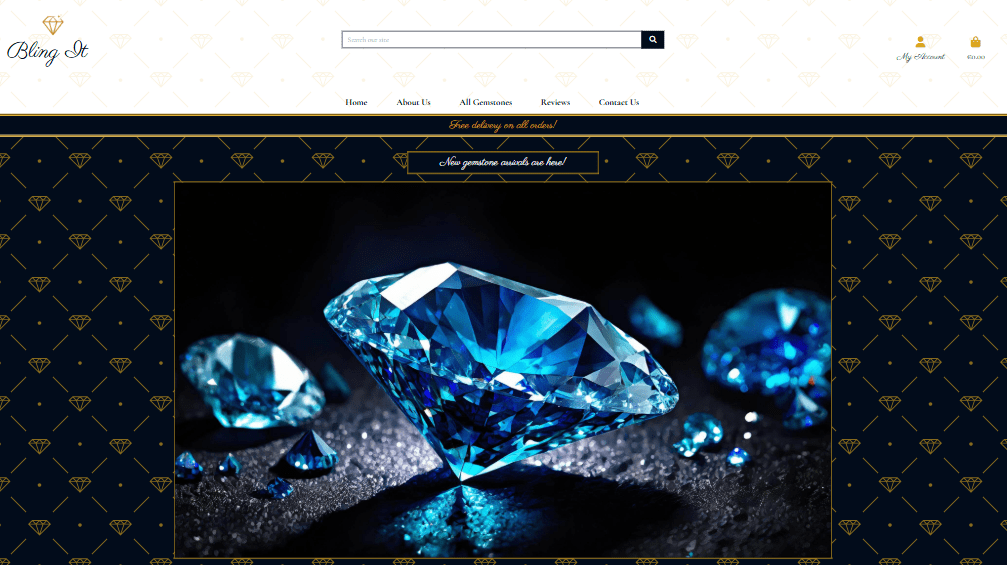 Bling It
Search our site
My Account
€0.00
Home
About Us
All Gemstones
Reviews
Contact Us
Free delivery on all orders!
New gemstone arrivals are here!